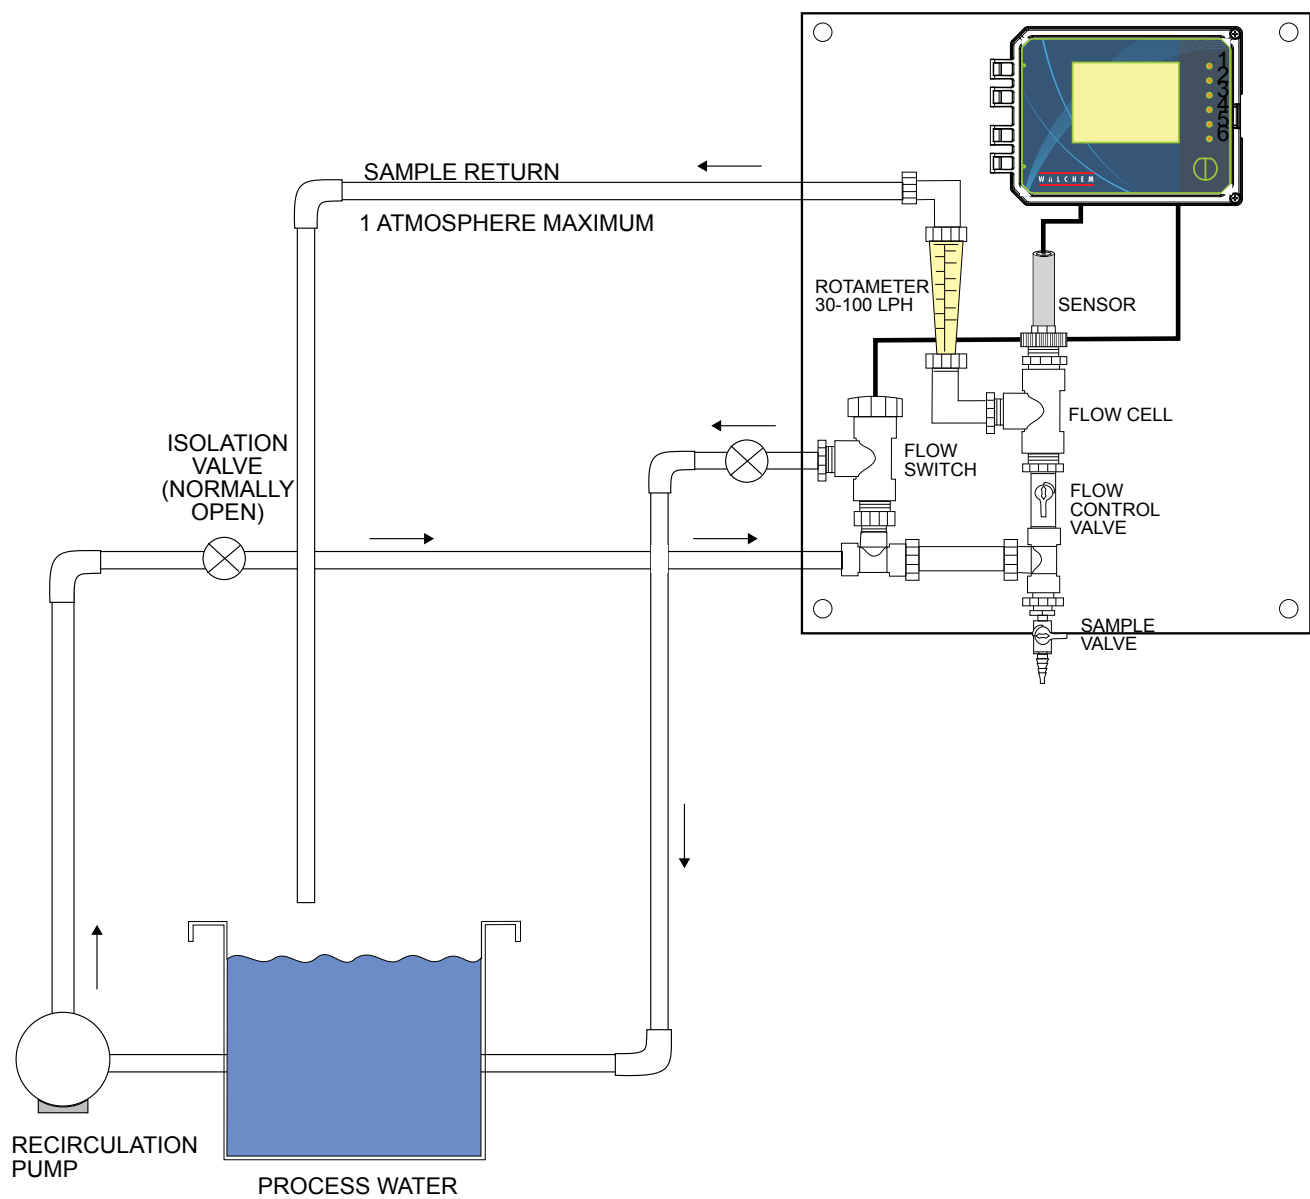 1
2
3
4
5
6
WALCHEM
SAMPLE RETURN
1 ATMOSPHERE MAXIMUM
ROTAMETER
30-100 LPH
SENSOR
FLOW CELL
ISOLATION
VALVE
(NORMALLY
OPEN)
FLOW
SWITCH
FLOW
CONTROL
VALVE
SAMPLE
VALVE
RECIRCULATION
PUMP
PROCESS WATER